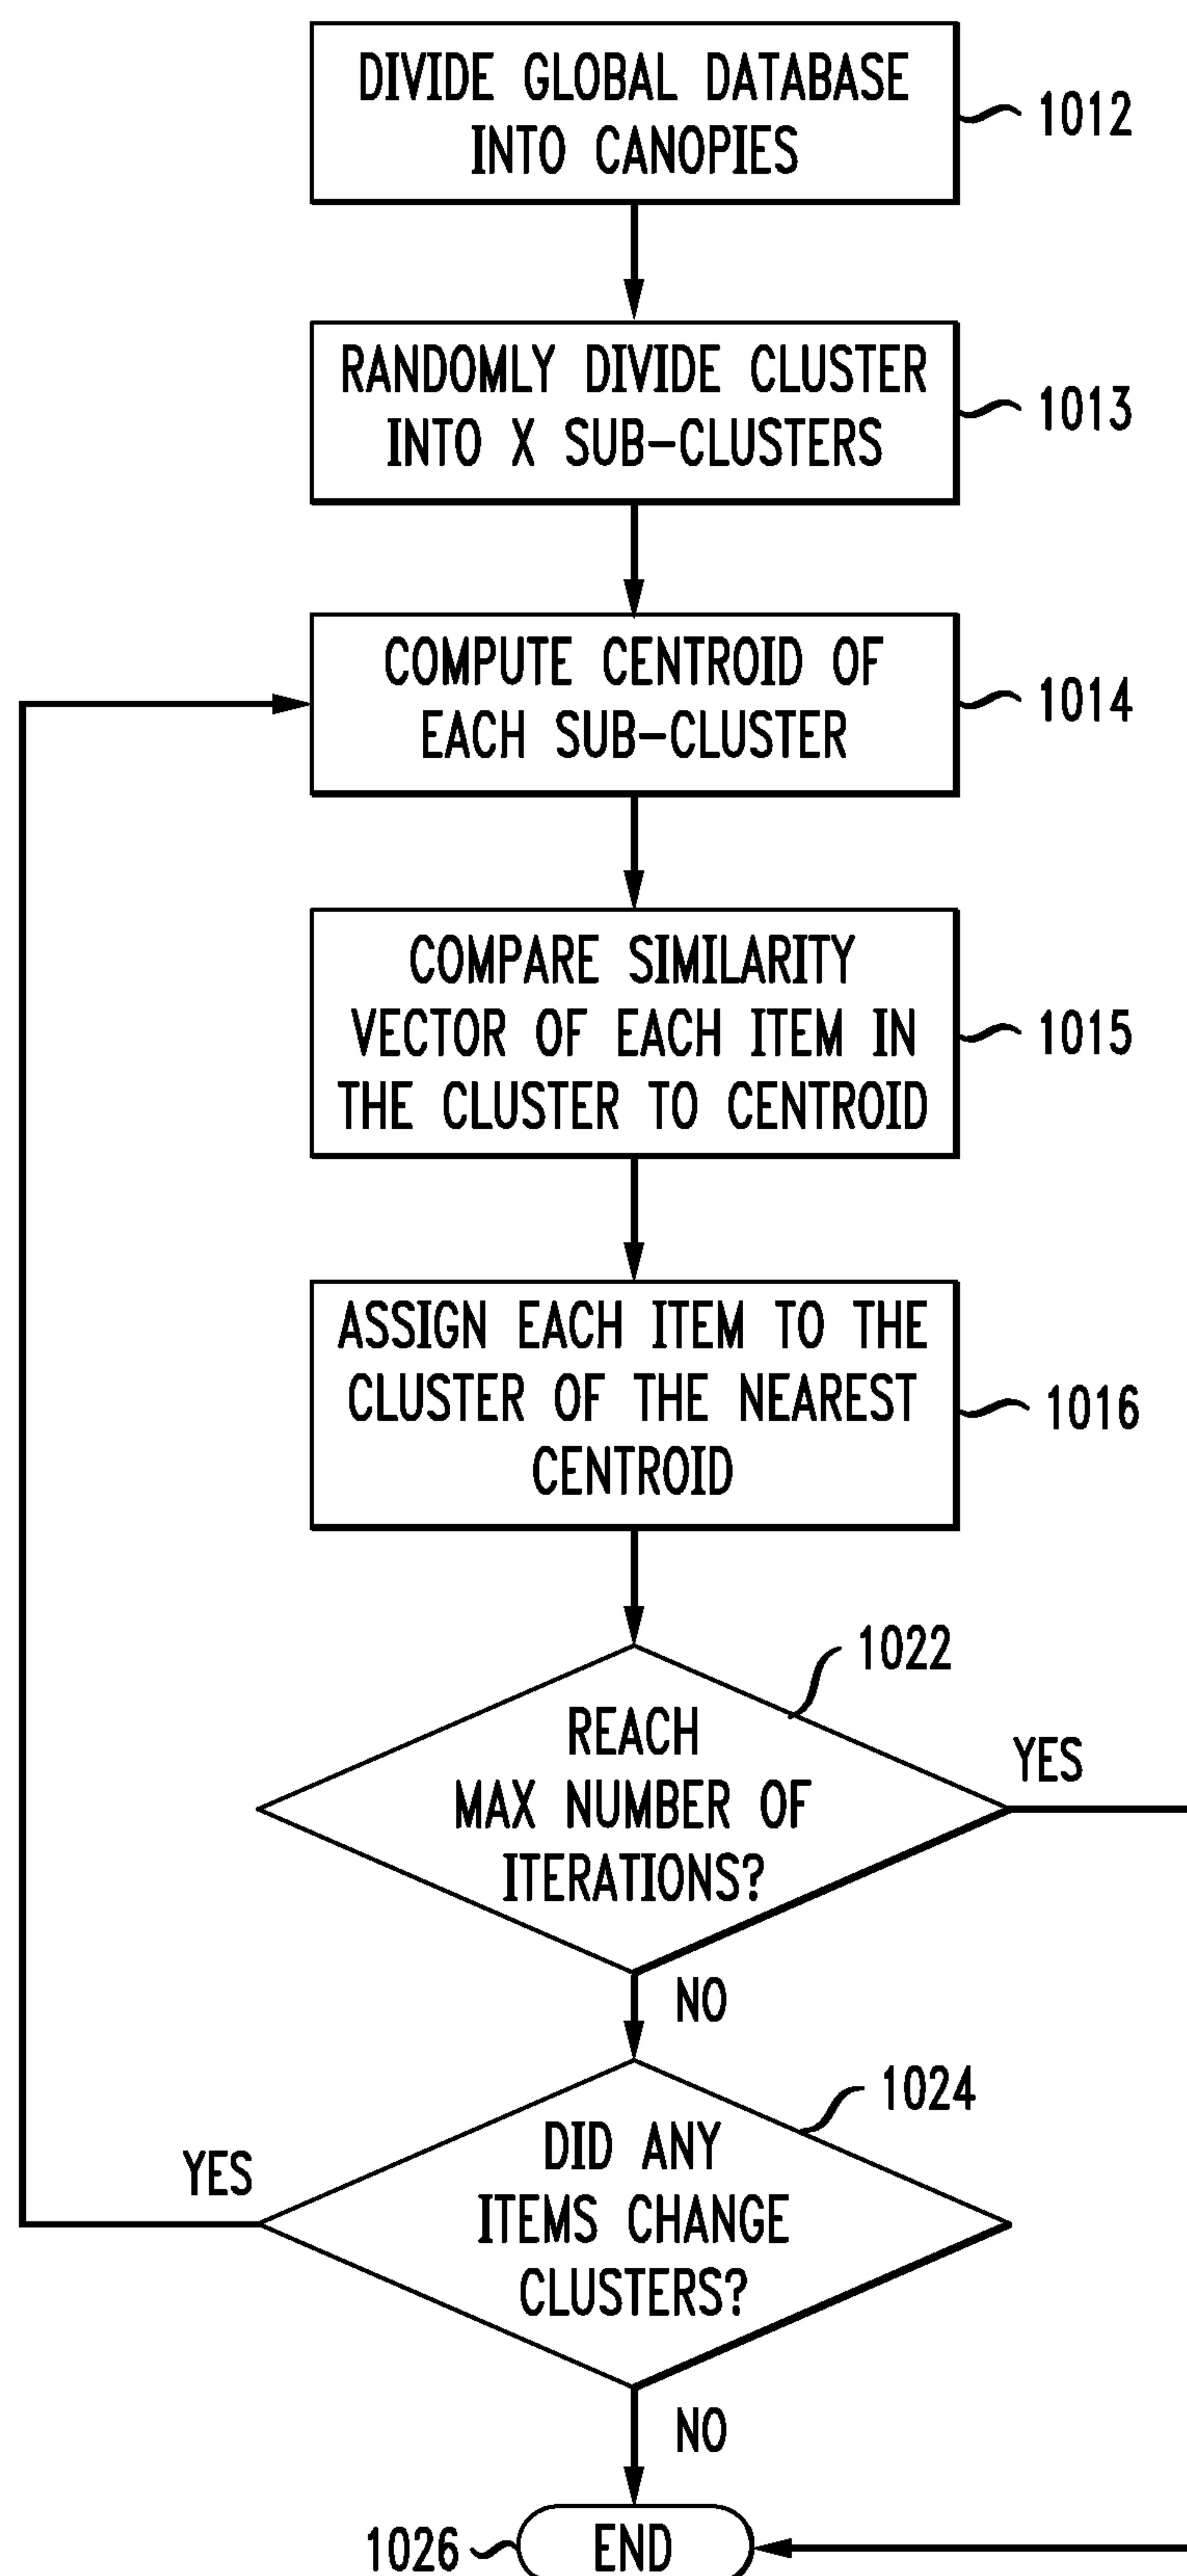 DIVIDE GLOBAL DATABASE
INTO CANOPIES
1012
RANDOMLY DIVIDE CLUSTER
INTO X SUB-CLUSTERS
1013
COMPUTE CENTROID OF
EACH SUB-CLUSTER
1014
COMPARE SIMILARITY
VECTOR OF EACH ITEM IN
THE CLUSTER TO CENTROID
1015
ASSIGN EACH ITEM TO THE
CLUSTER OF THE NEAREST
CENTROID
1016
1022
REACH
MAX NUMBER OF
ITERATIONS?
YES
NO
1024
DID ANY
ITEMS CHANGE
CLUSTERS?
YES
NO
1026
END